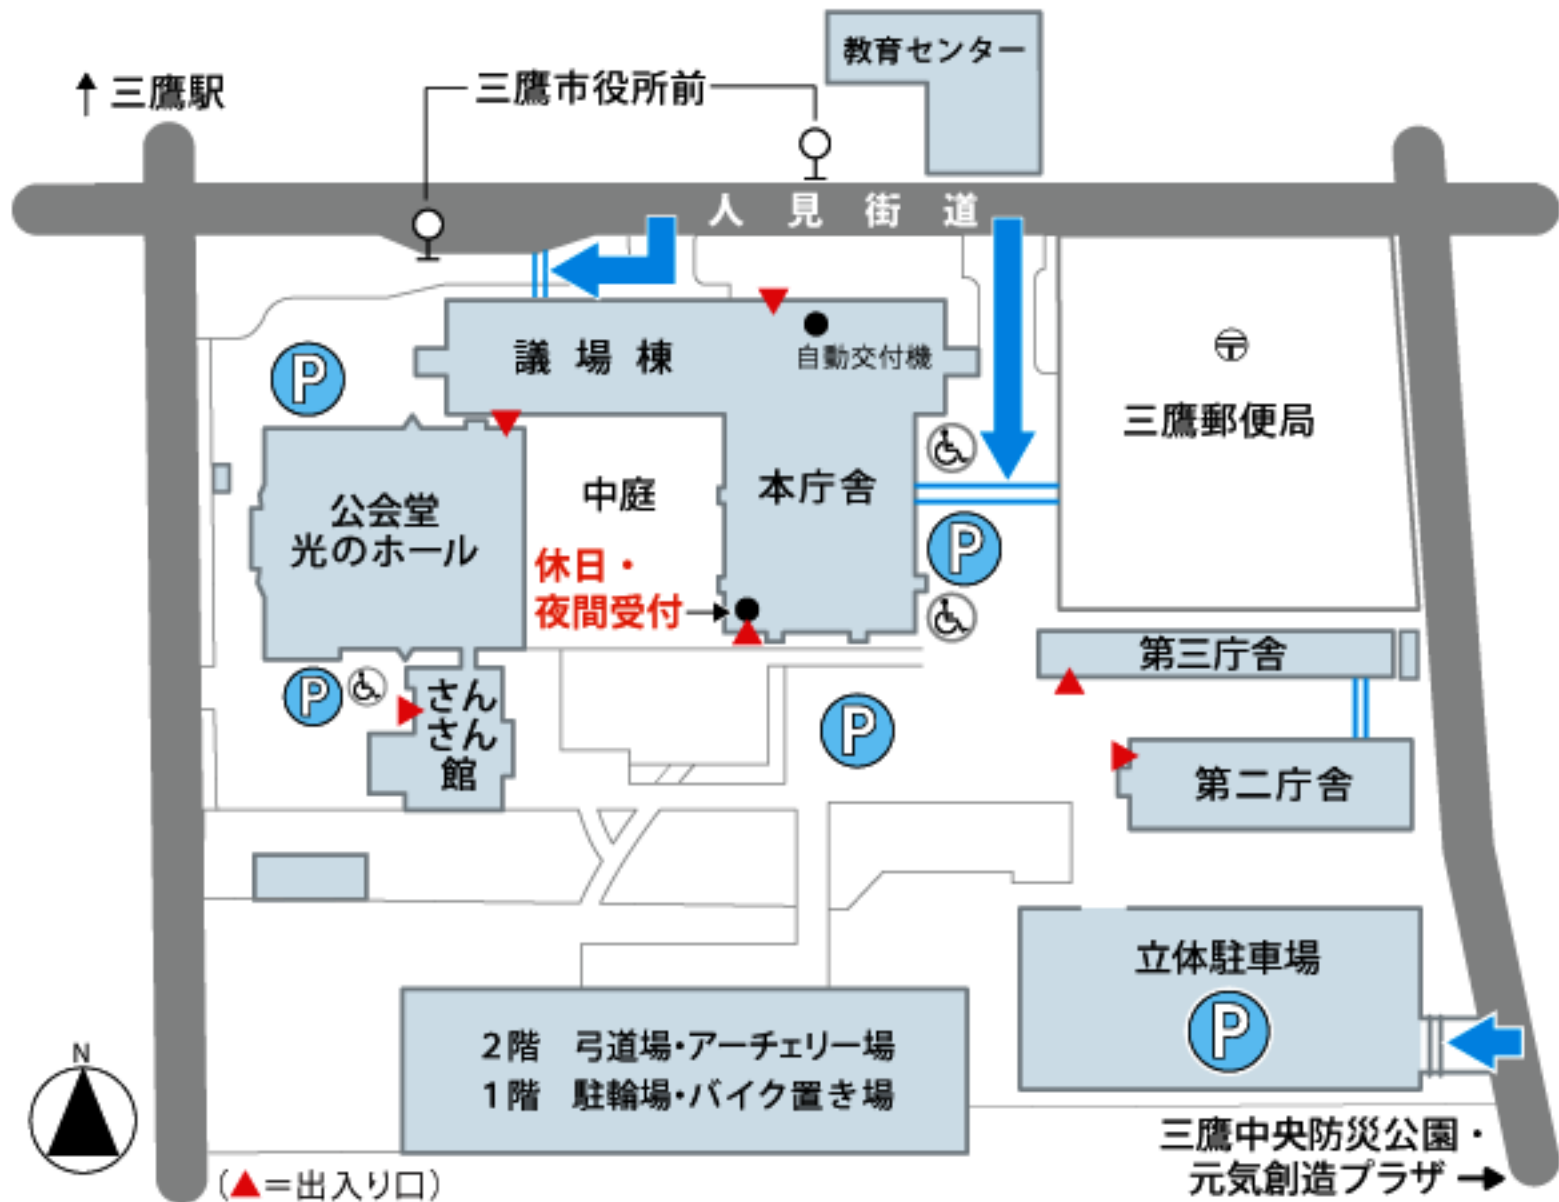 教育センター
↑ 三鷹駅
三鷹市役所前
人見街道
議場棟
自動交付機
三鷹郵便局
本庁舎
中庭
公会堂
光のホール
休日・
夜間受付
第三庁舎
さん
さん
館
第二庁舎
立体駐車場
2階 弓道場・アーチェリー場
1階 駐輪場・バイク置き場
P
P
P
P
P
N
三鷹中央防災公園・
元気創造プラザ →
(▲=出入り口)